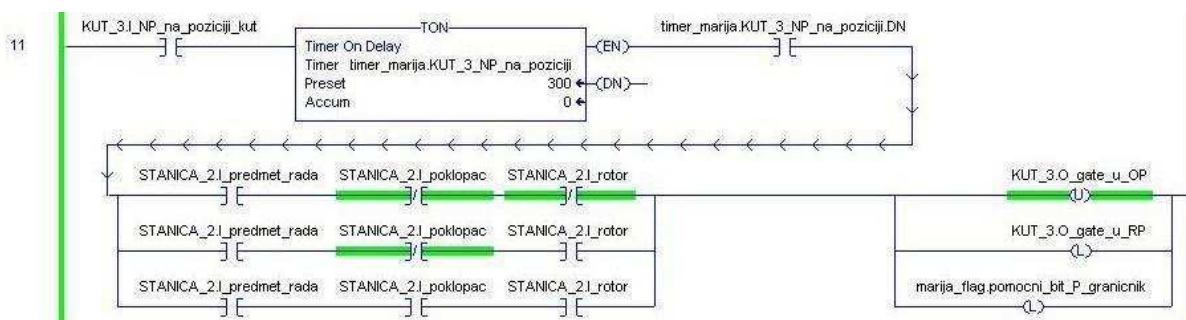 KUT_3.I_NP_na_poziciji_kut
TON
timer_marija.KUT_3_NP_na_poziciji.DN
11
Timer On Delay
(EN)
Timer timer_marija.KUT_3_NP_na_poziciji
Preset 300
(DN)
Accum 0
STANICA_2.I_predmet_rada STANICA_2.I_poklopac STANICA_2.I_rotor KUT_3.O_gate_u_OP
(U)
STANICA_2.I_predmet_rada STANICA_2.I_poklopac STANICA_2.I_rotor KUT_3.O_gate_u_RP
(L)
STANICA_2.I_predmet_rada STANICA_2.I_poklopac STANICA_2.I_rotor marija_flag.pomocni_bit_P_granicnik
(L)